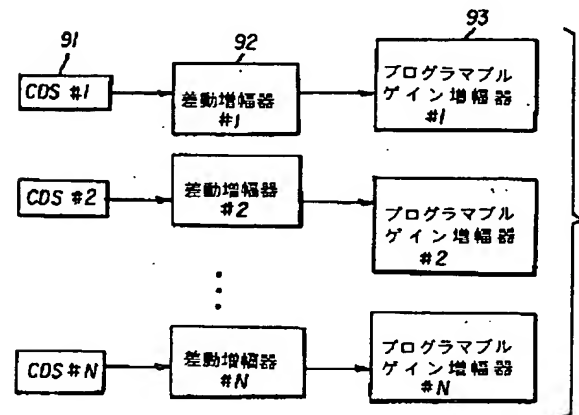 91
92
93
CDS #1
差動増幅器
#1
プログラマブル
ゲイン増幅器
#1
CDS #2
差動増幅器
#2
プログラマブル
ゲイン増幅器
#2
CDS #N
差動増幅器
#N
プログラマブル
ゲイン増幅器
#N